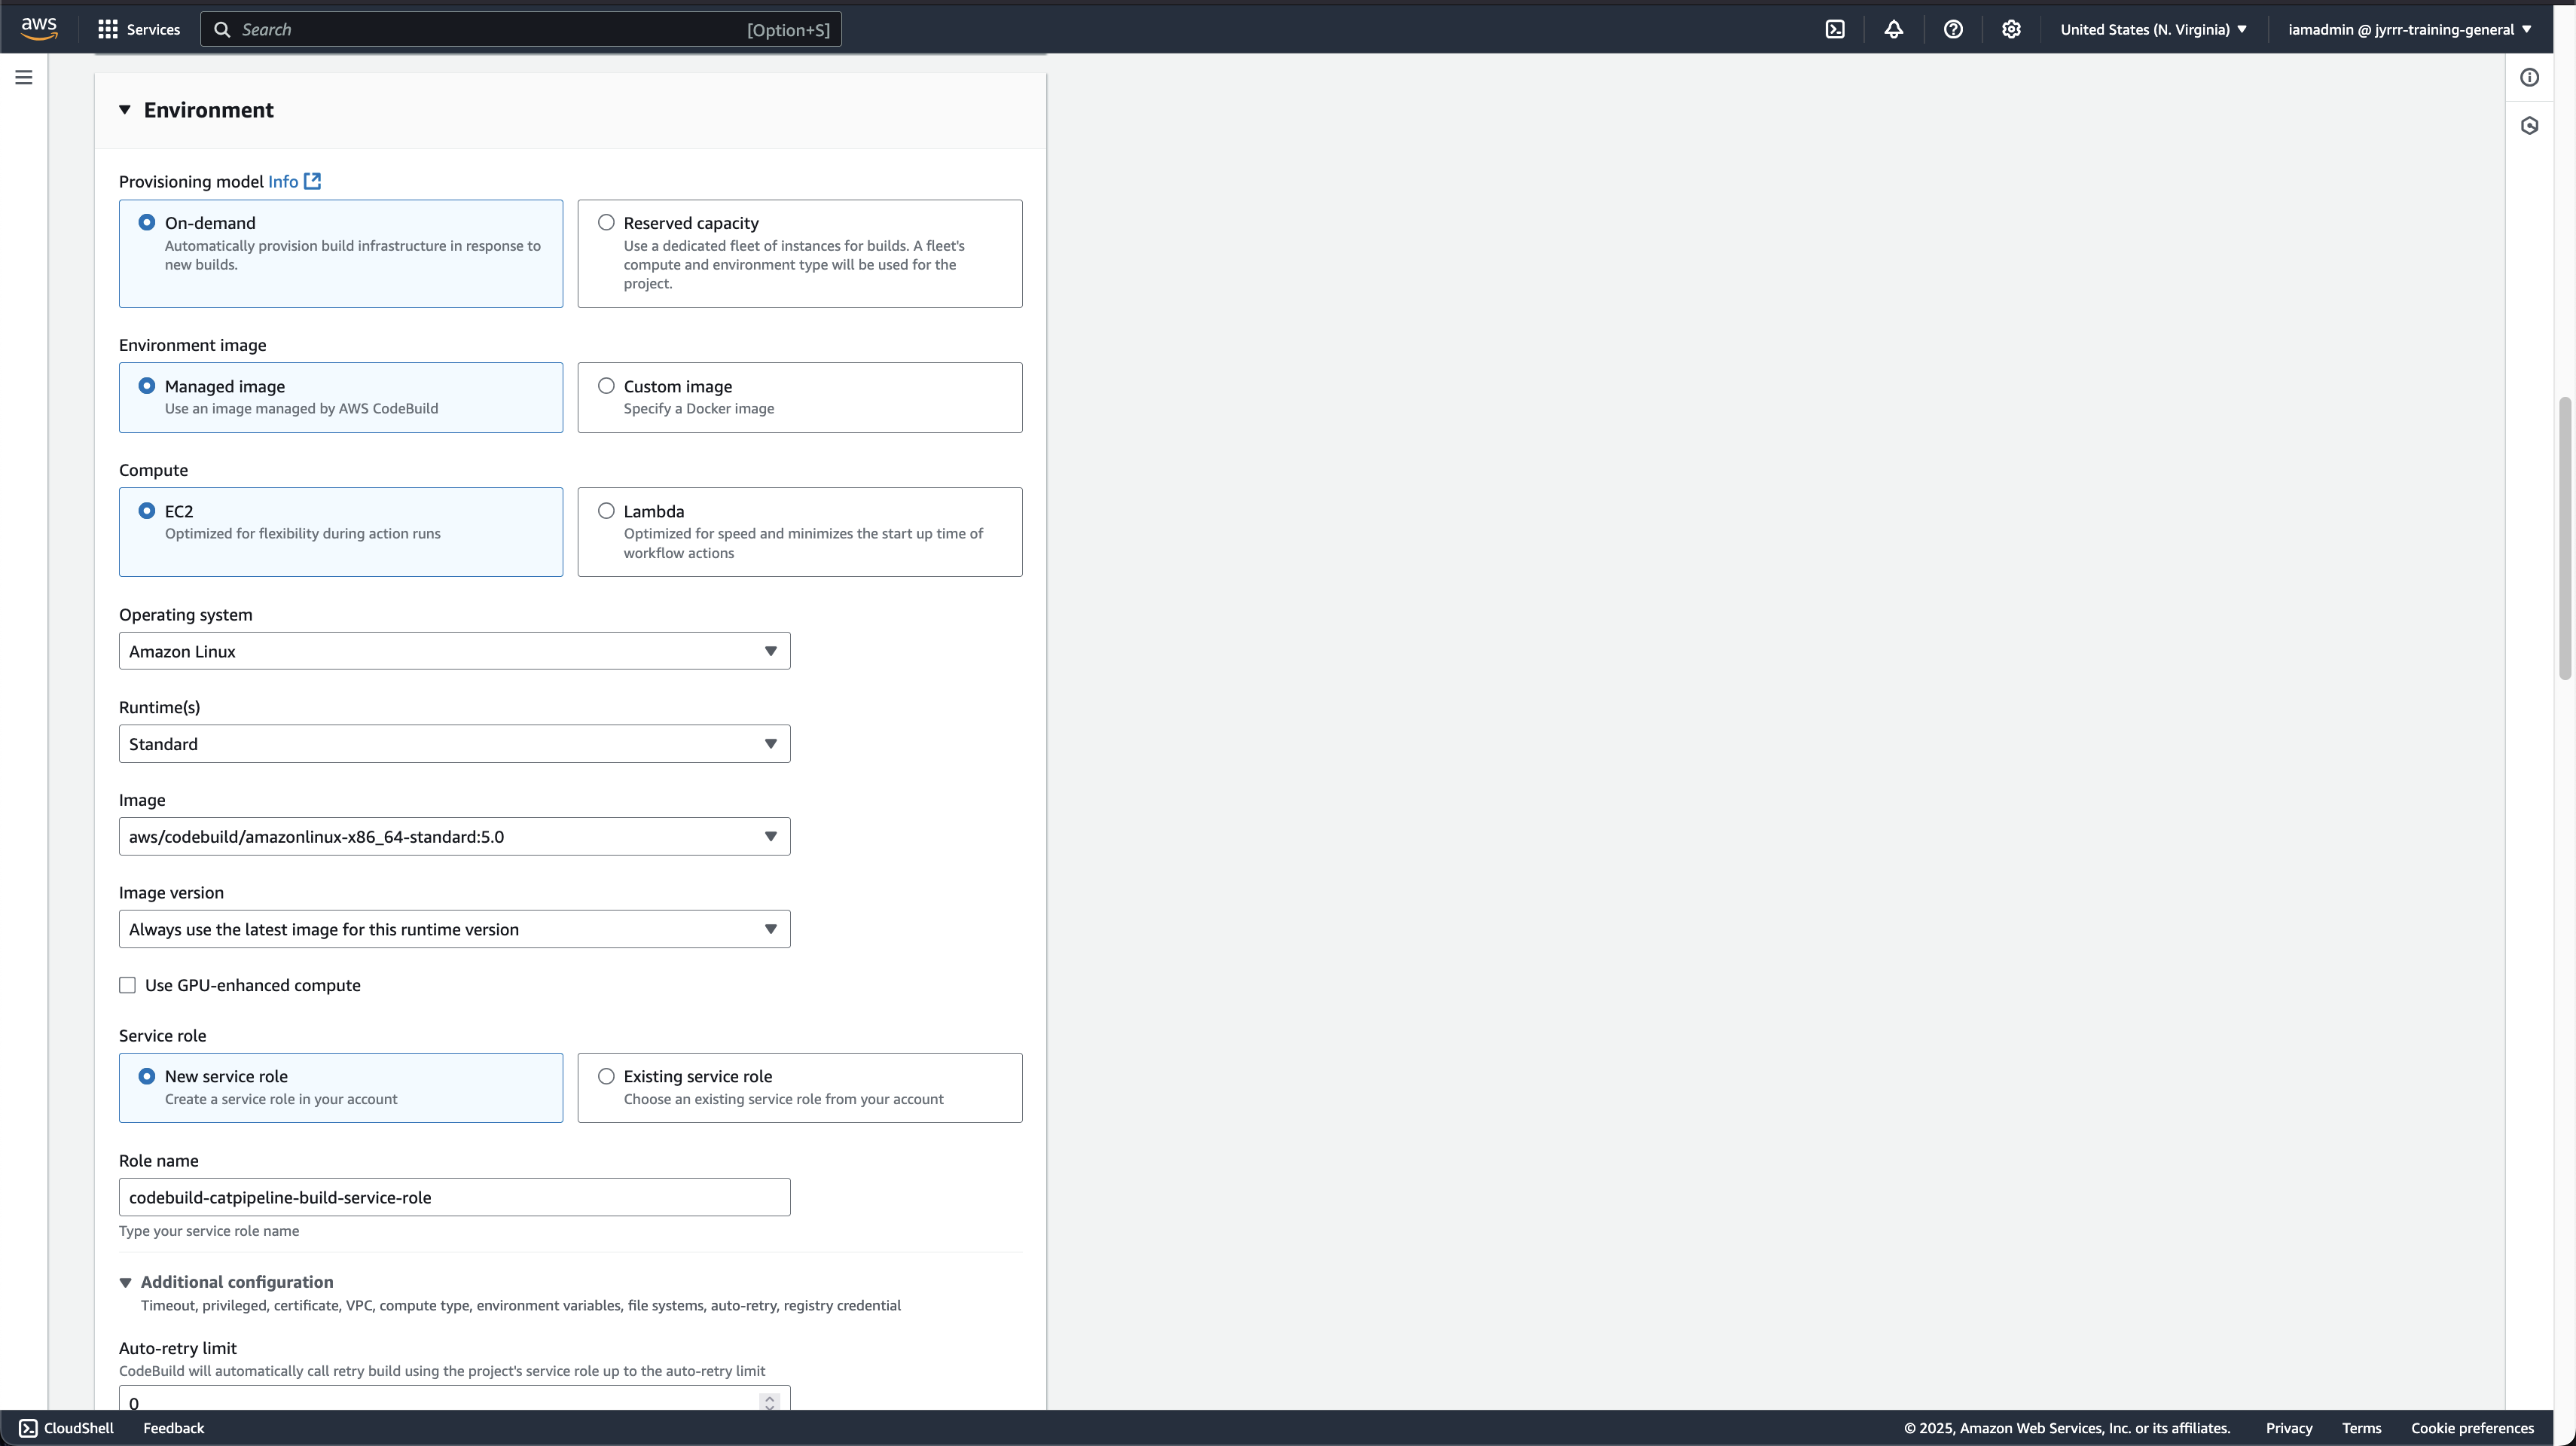 aws
Services
Search
[Option+S]
United States (N. Virginia)
iamadmin @ jyrrr-training-general
Environment
Provisioning model Info
On-demand
Automatically provision build infrastructure in response to
new builds.
Reserved capacity
Use a dedicated fleet of instances for builds. A fleet's
compute and environment type will be used for the
project.
Environment image
Managed image
Use an image managed by AWS CodeBuild
Custom image
Specify a Docker image
Compute
EC2
Optimized for flexibility during action runs
Lambda
Optimized for speed and minimizes the start up time of
workflow actions
Operating system
Amazon Linux
Runtime(s)
Standard
Image
aws/codebuild/amazonlinux-x86_64-standard:5.0
Image version
Always use the latest image for this runtime version
Use GPU-enhanced compute
Service role
New service role
Create a service role in your account
Existing service role
Choose an existing service role from your account
Role name
codebuild-catpipeline-build-service-role
Type your service role name
Additional configuration
Timeout, privileged, certificate, VPC, compute type, environment variables, file systems, auto-retry, registry credential
Auto-retry limit
CodeBuild will automatically call retry build using the project's service role up to the auto-retry limit
0
CloudShell
Feedback
© 2025, Amazon Web Services, Inc. or its affiliates.
Privacy
Terms
Cookie preferences